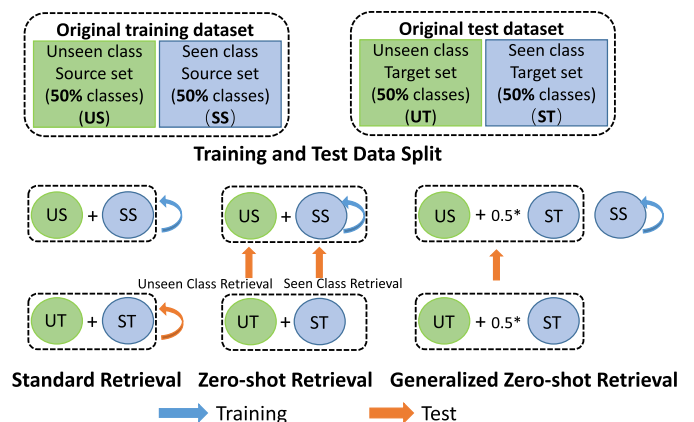 Original training dataset
Unseen class
Source set
(50% classes)
(US)
Seen class
Source set
(50% classes)
(SS)
Original test dataset
Unseen class
Target set
(50% classes)
(UT)
Seen class
Target set
(50% classes)
(ST)
Training and Test Data Split
US + SS
US + SS
US + 0.5* ST SS
Unseen Class Retrieval Seen Class Retrieval
UT + ST
UT + ST
UT + 0.5* ST
Standard Retrieval Zero-shot Retrieval Generalized Zero-shot Retrieval
Training Test